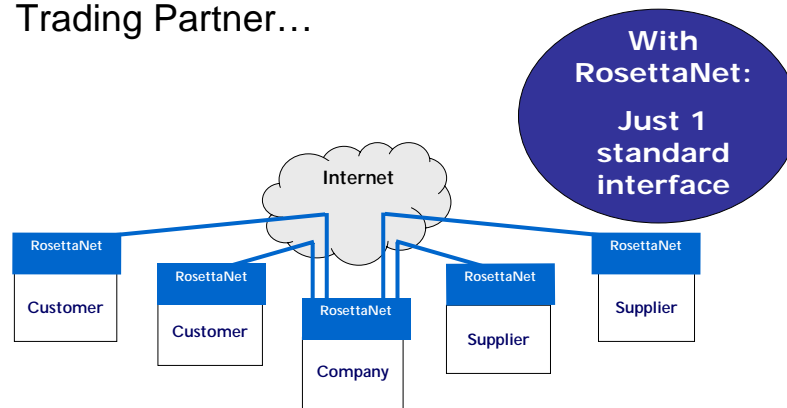 Trading Partner…
With
RosettaNet:
Just 1
standard
interface
Internet
RosettaNet
Customer
RosettaNet
Customer
RosettaNet
Company
RosettaNet
Supplier
RosettaNet
Supplier